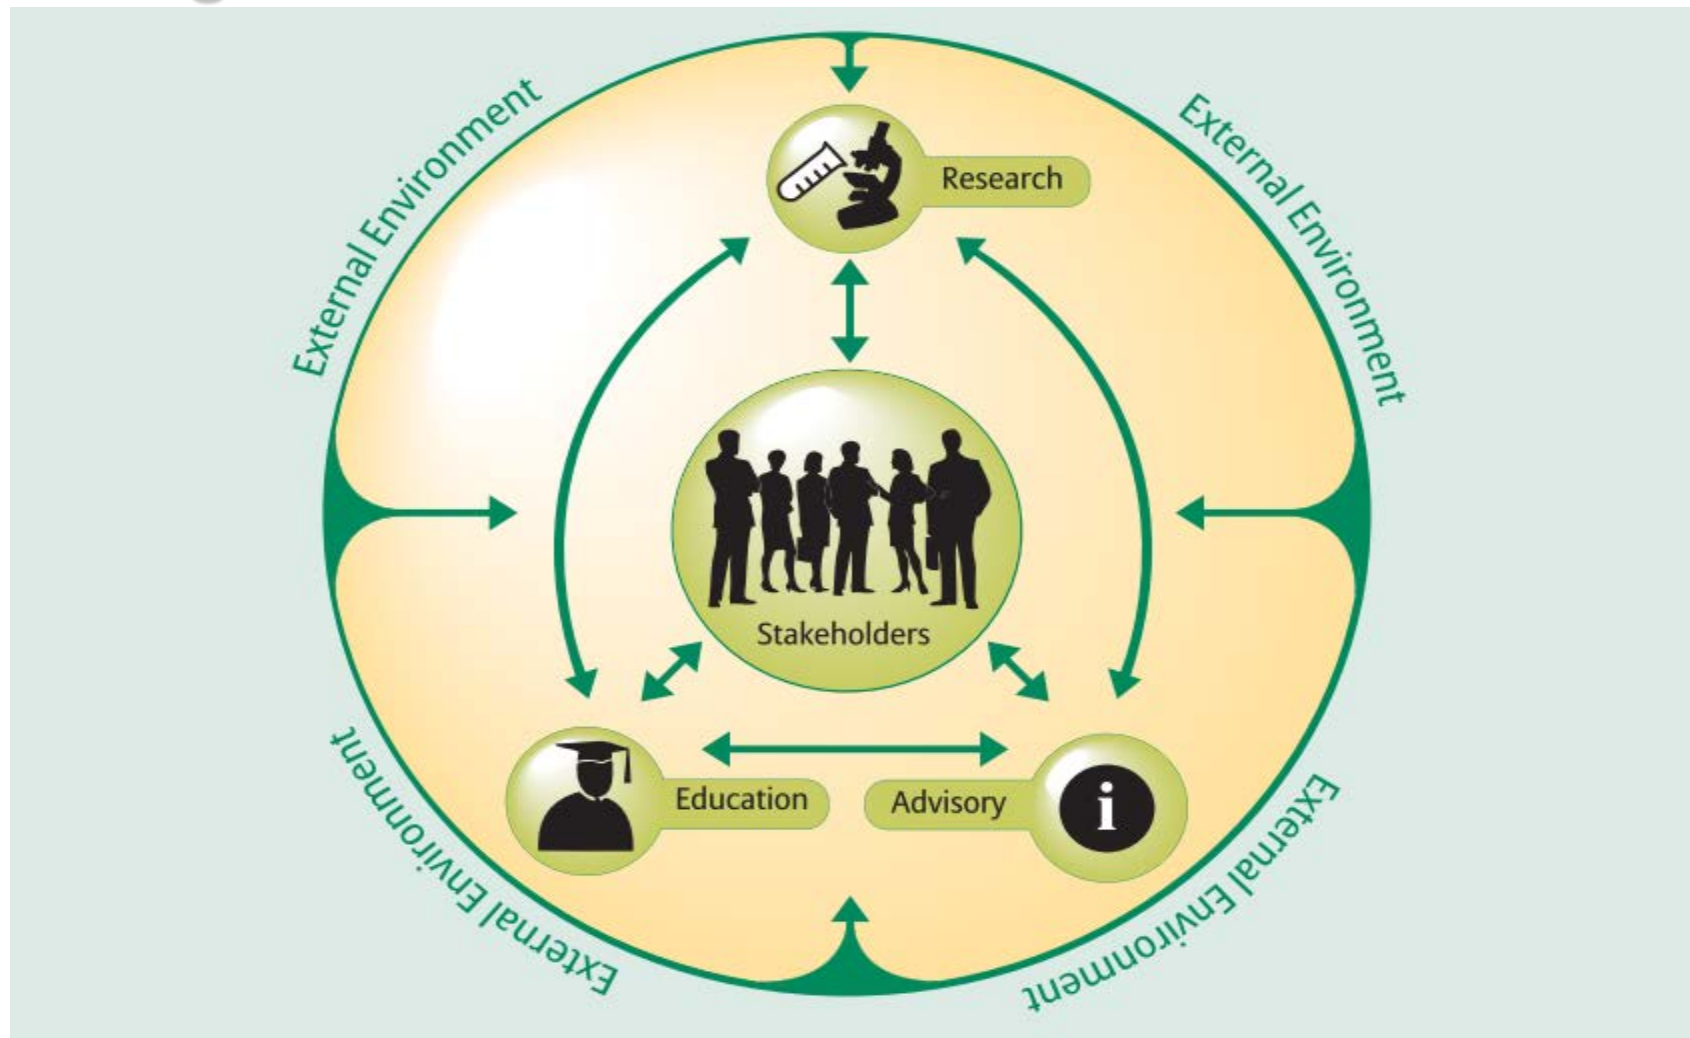 External Environment
External Environment
Research
Stakeholders
Education
Advisory
i
External Environment
External Environment